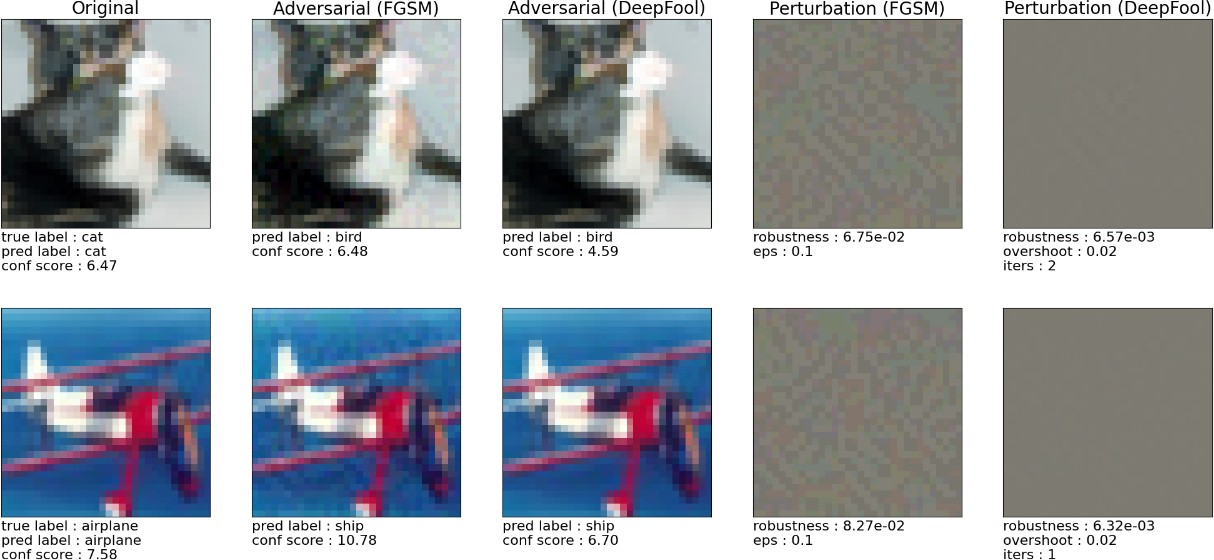 Original
Adversarial (FGSM)
Adversarial (DeepFool)
Perturbation (FGSM)
Perturbation (DeepFool)
true label : cat
pred label : cat
conf score : 6.47
pred label : bird
conf score : 6.48
pred label : bird
conf score : 4.59
robustness : 6.75e-02
eps : 0.1
robustness : 6.57e-03
overshoot : 0.02
iters : 2
true label : airplane
pred label : airplane
conf score : 7.58
pred label : ship
conf score : 10.78
pred label : ship
conf score : 6.70
robustness : 8.27e-02
eps : 0.1
robustness : 6.32e-03
overshoot : 0.02
iters : 1